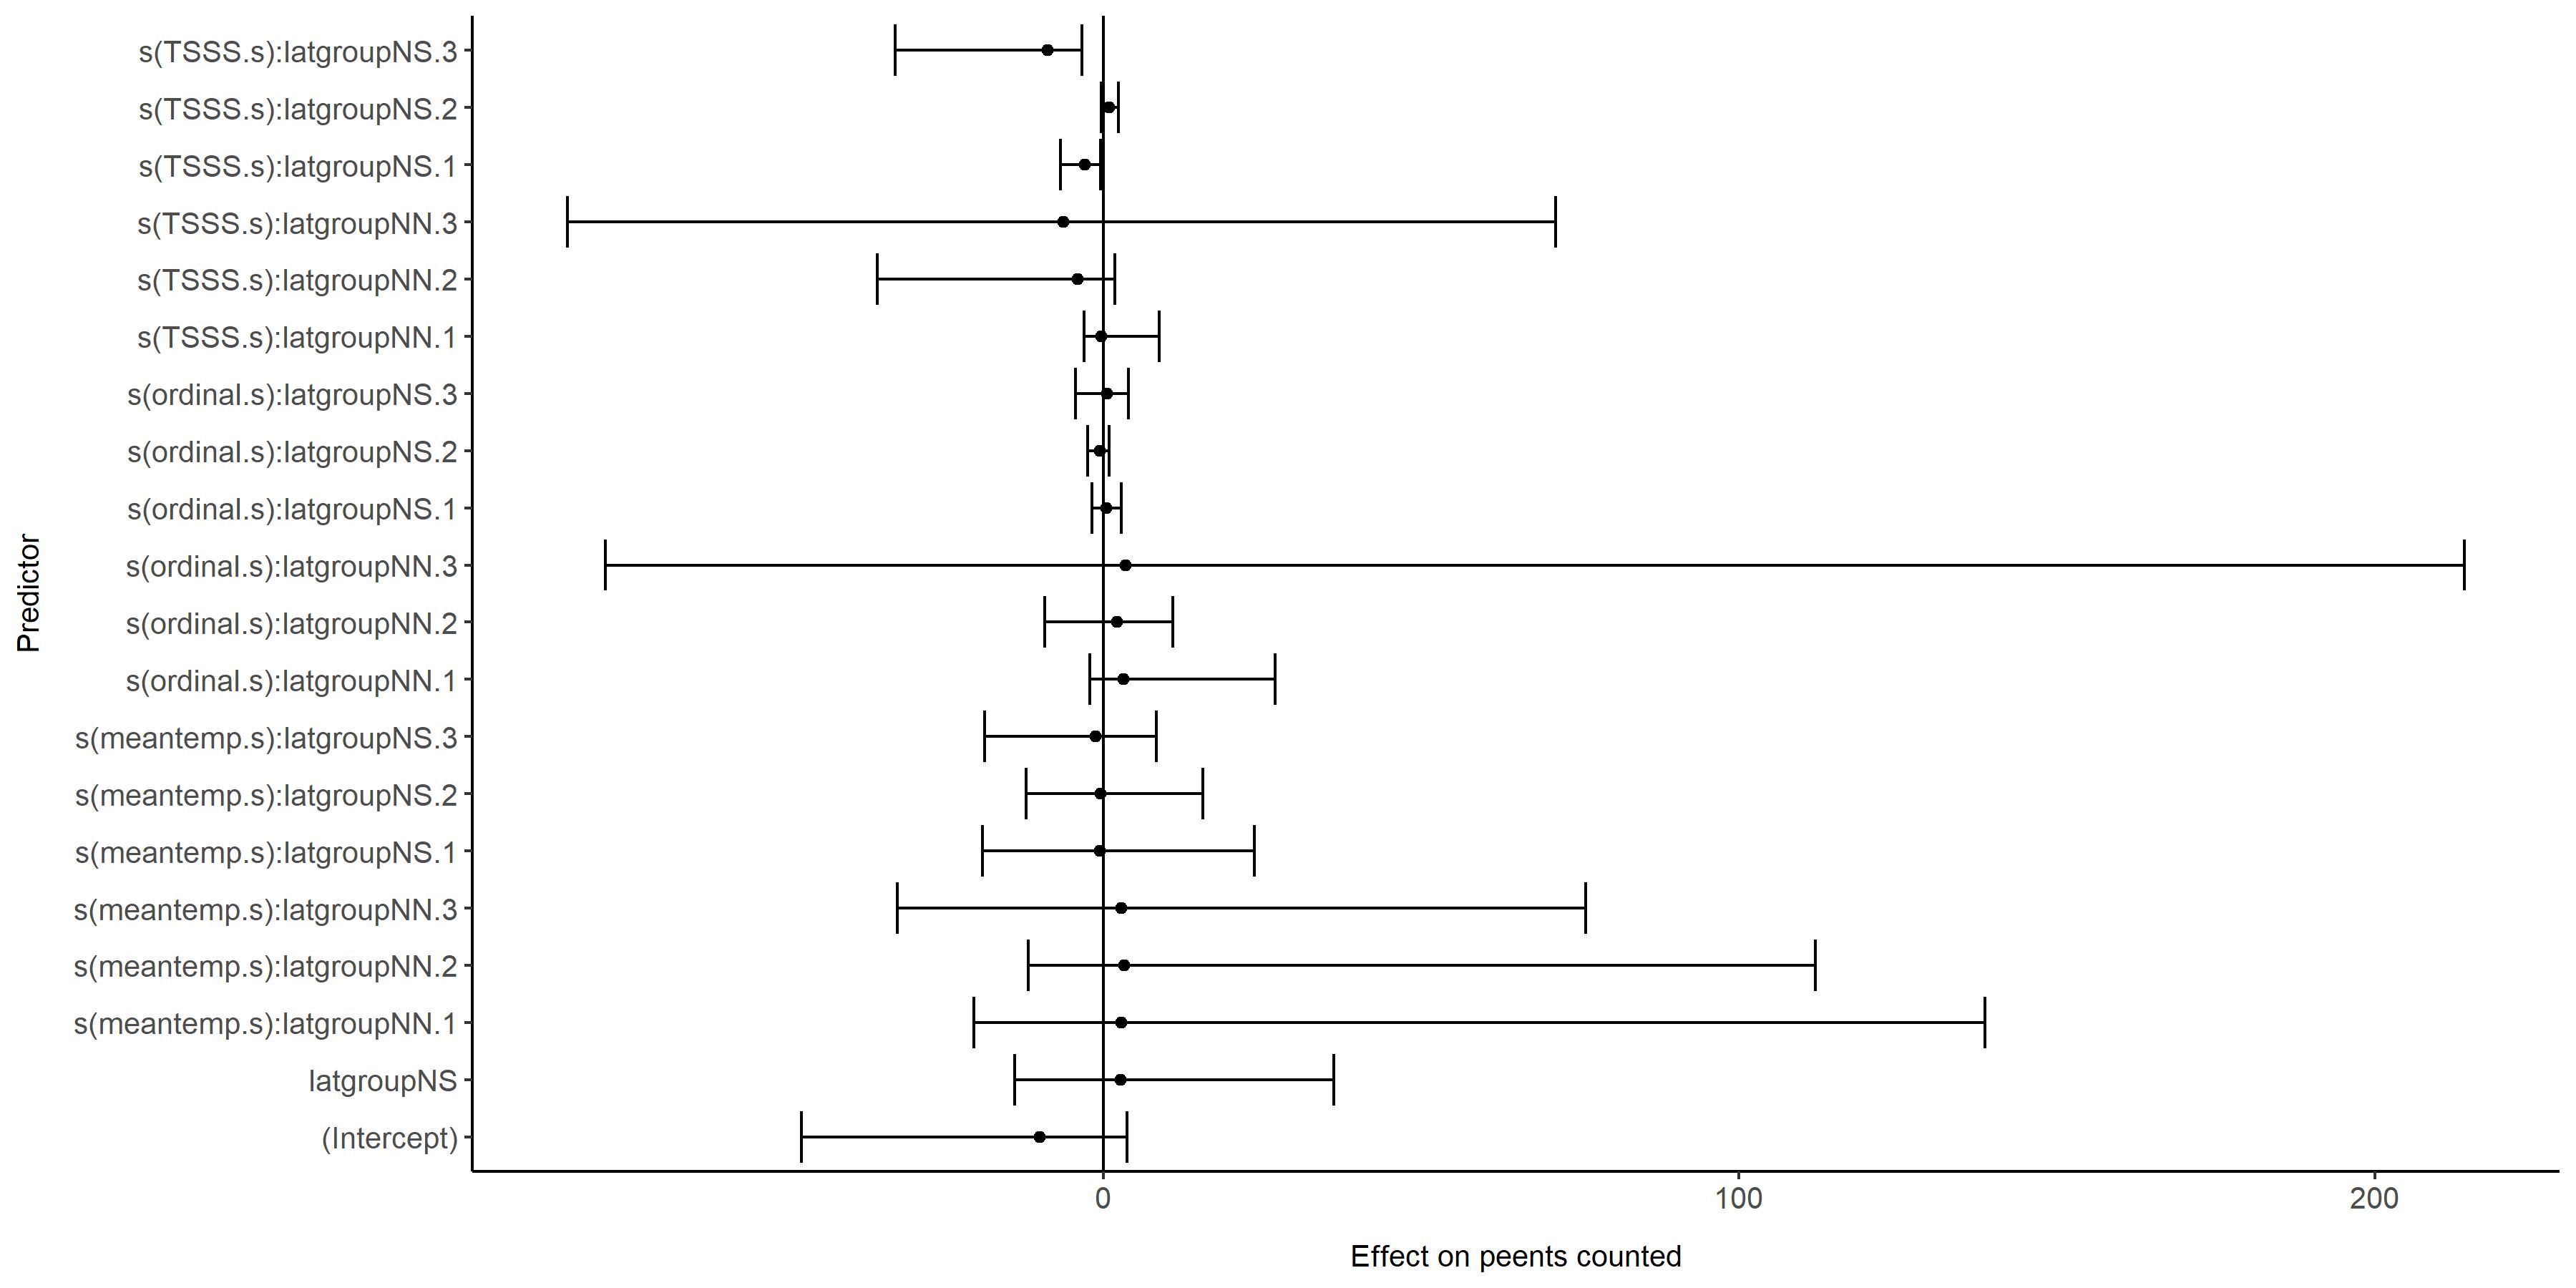 s(TSSS.s):latgroupNS.3
s(TSSS.s):latgroupNS.2
s(TSSS.s):latgroupNS.1
s(TSSS.s):latgroupNN.3
s(TSSS.s):latgroupNN.2
s(TSSS.s):latgroupNN.1
s(ordinal.s):latgroupNS.3
s(ordinal.s):latgroupNS.2
s(ordinal.s):latgroupNS.1
s(ordinal.s):latgroupNN.3
s(ordinal.s):latgroupNN.2
s(ordinal.s):latgroupNN.1
s(meantemp.s):latgroupNS.3
s(meantemp.s):latgroupNS.2
s(meantemp.s):latgroupNS.1
s(meantemp.s):latgroupNN.3
s(meantemp.s):latgroupNN.2
s(meantemp.s):latgroupNN.1
latgroupNS
(Intercept)
Predictor
0 100 200
Effect on peents counted